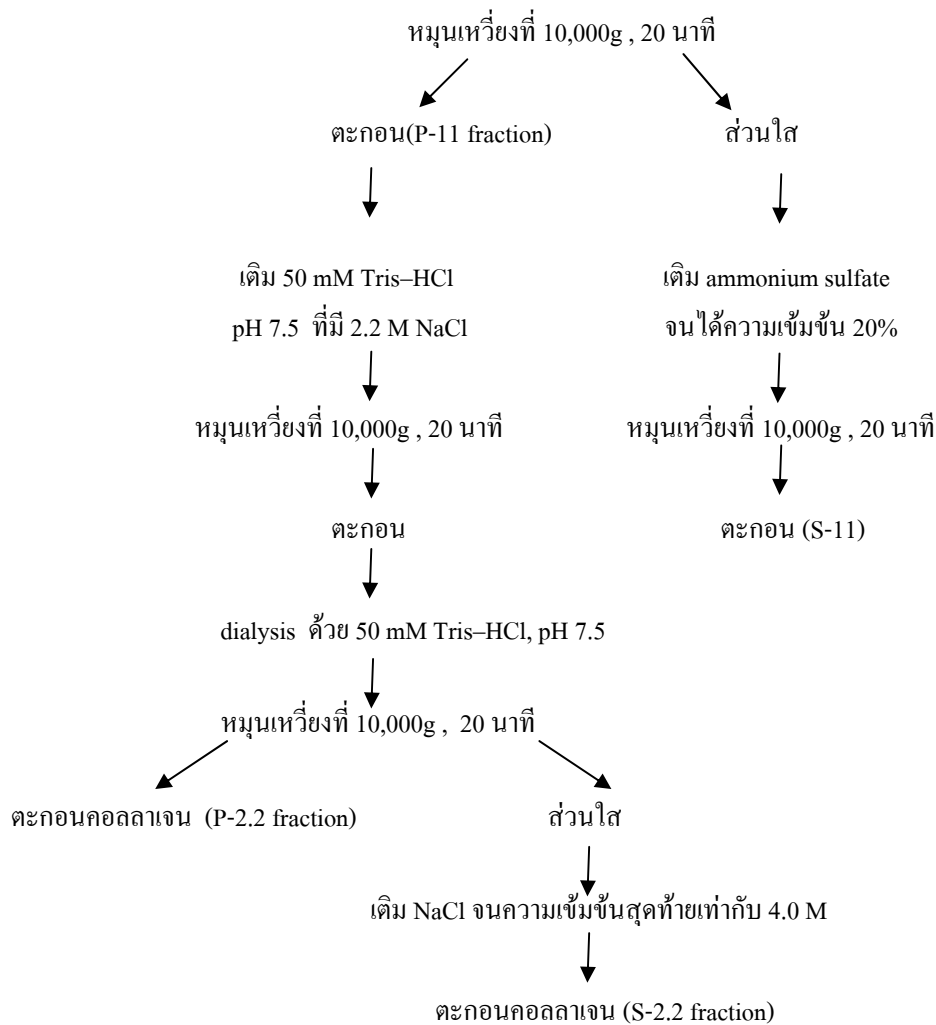 หมุนเหวี่ยงที่ 10,000g , 20 นาที
ตะกอน(P-11 fraction)
ส่วนใส
เติม 50 mM Tris–HCl
pH 7.5 ที่มี 2.2 M NaCl
เติม ammonium sulfate
จนได้ความเข้มข้น 20%
หมุนเหวี่ยงที่ 10,000g , 20 นาที
หมุนเหวี่ยงที่ 10,000g , 20 นาที
ตะกอน
ตะกอน (S-11)
dialysis ด้วย 50 mM Tris–HCl, pH 7.5
หมุนเหวี่ยงที่ 10,000g , 20 นาที
ตะกอนคอลลาเจน (P-2.2 fraction)
ส่วนใส
เติม NaCl จนความเข้มข้นสุดท้ายเท่ากับ 4.0 M
ตะกอนคอลลาเจน (S-2.2 fraction)